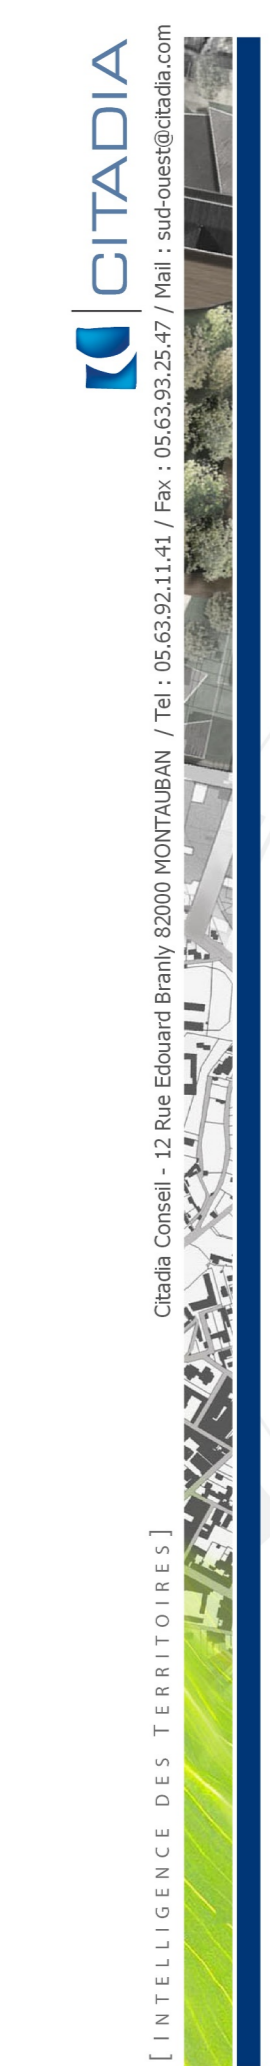 CITADIA
Citadia Conseil - 12 Rue Edouard Branly 82000 MONTAUBAN / Tel : 05.63.92.11.41 / Fax : 05.63.93.25.47 / Mail : sud-ouest@citadia.com
[ INTELLIGENCE DES TERRITOIRES]